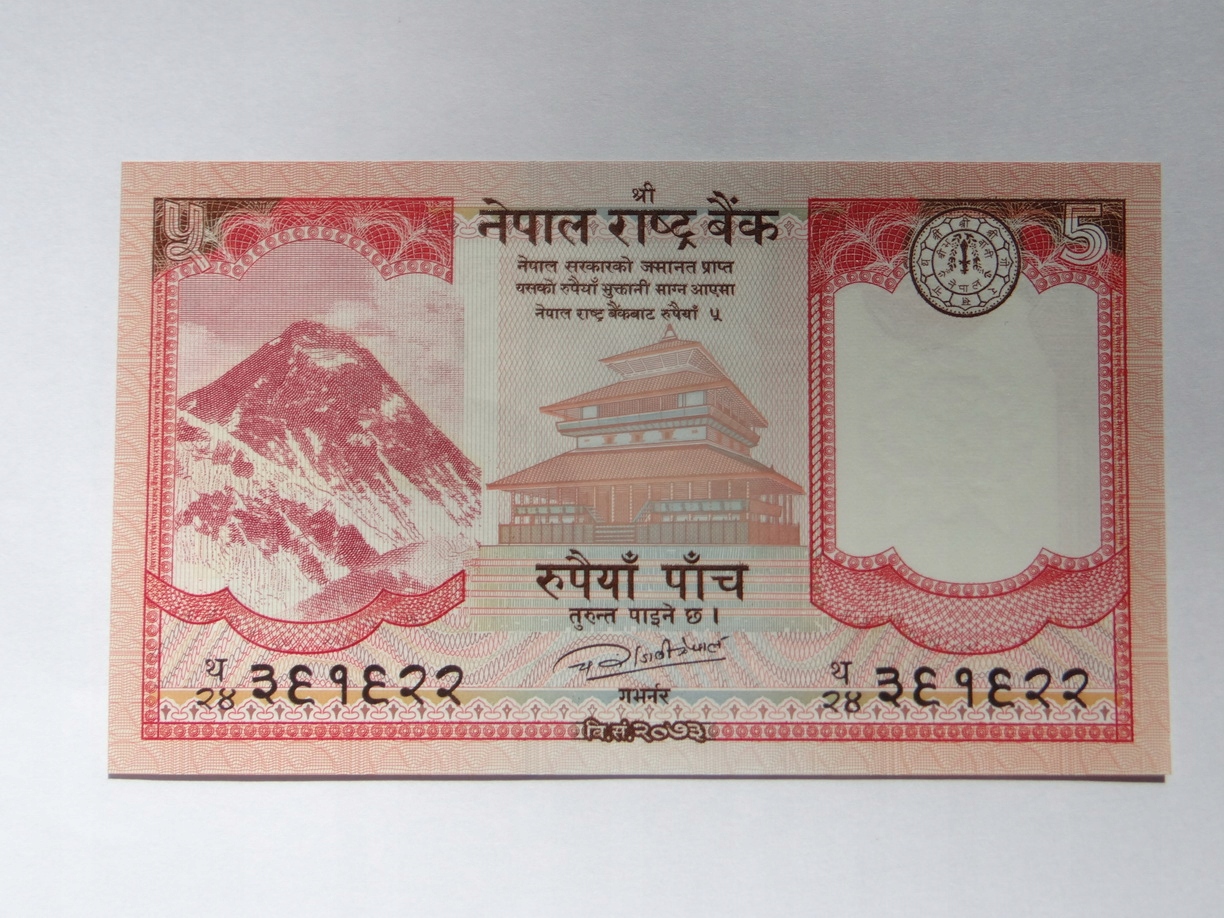 श्री
नेपाल राष्ट्र बैंक
नेपाल सरकारको जमानत प्राप्त
यसको रुपैयाँ भुक्तानी माग्न आएमा
नेपाल राष्ट्र बैंकबाट रुपैयाँ ५
५
5
रुपैयाँ पाँच
तुरुन्त पाइने छ ।
गभर्नर
थ
२४ ३६१६२२
थ
२४ ३६१६२२
वि.सं.२०७३